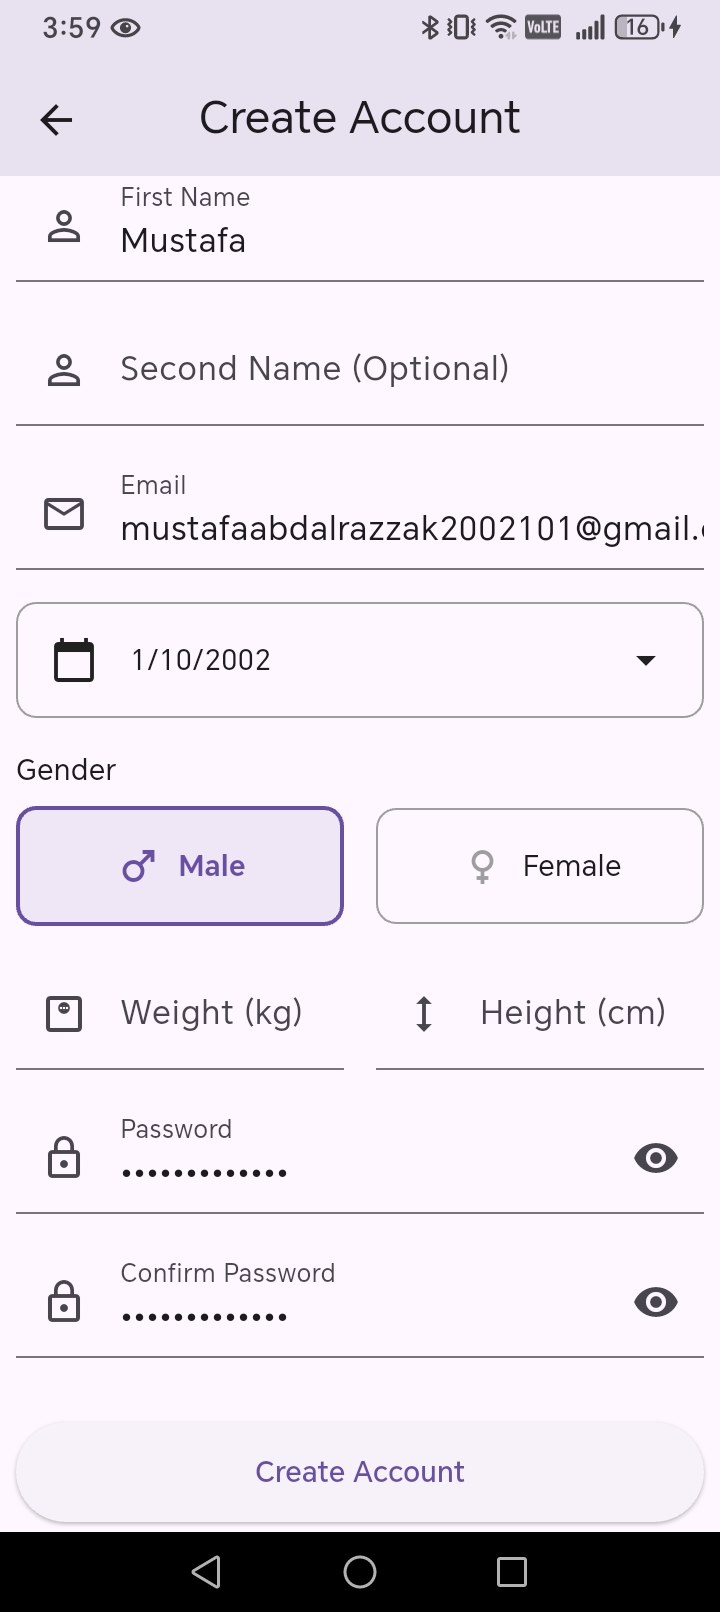 3:59 VoLTE 16
Create Account
First Name
Mustafa
Second Name (Optional)
Email
mustafaabdalrazzak2002101@gmail.
1/10/2002
Gender
Male Female
Weight (kg) Height (cm)
Password
•••••••••••••
Confirm Password
•••••••••••••
Create Account